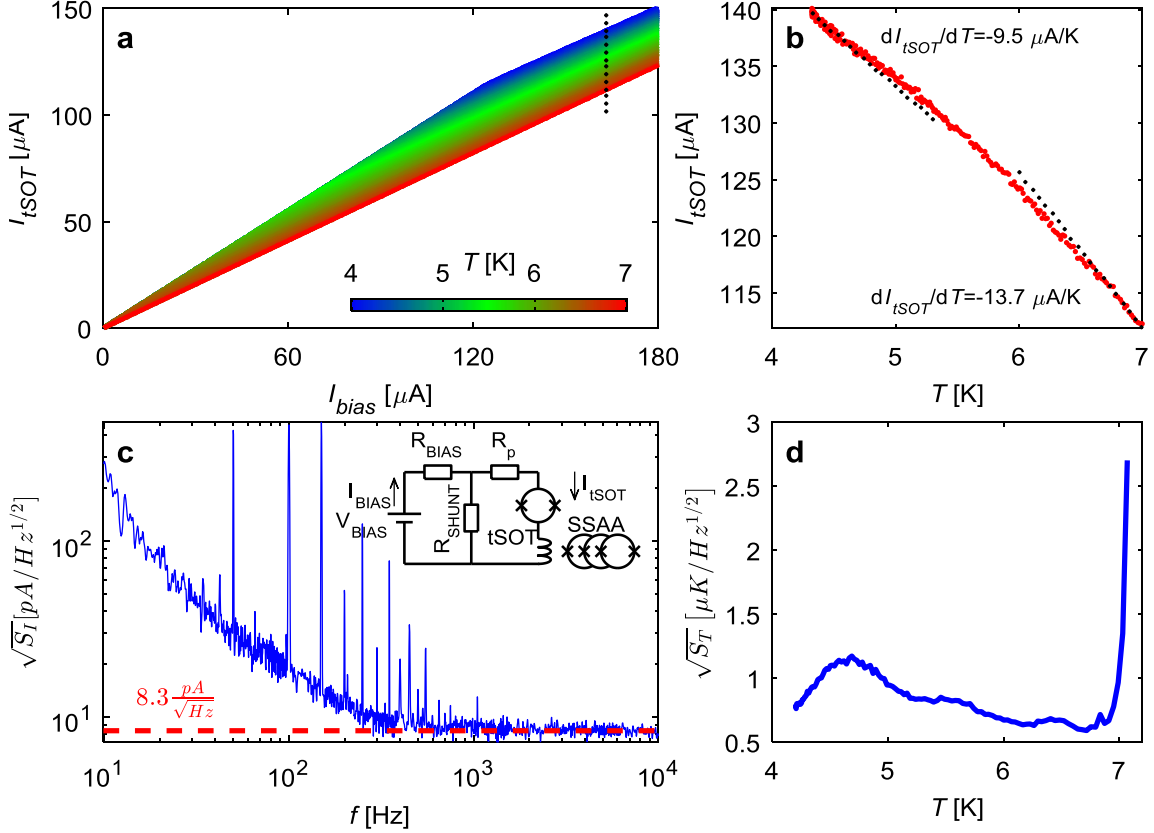 a
150
100
50
0
I_tSOT [μA]
T [K]
4 5 6 7
0 60 120 180
I_bias [μA]
b
140
135
130
125
120
115
I_tSOT [μA]
dI_tSOT/dT=-9.5 μA/K
dI_tSOT/dT=-13.7 μA/K
4 5 6 7
T [K]
c
10^2
10^1
√S_I [pA/Hz^1/2]
R_BIAS R_p
I_BIAS
V_BIAS
R_SHUNT
tSOT
I_tSOT
SSAA
8.3 pA/√Hz
10^1 10^2 10^3 10^4
f [Hz]
d
3
2.5
2
1.5
1
0.5
√S_T [μK/Hz^1/2]
4 5 6 7
T [K]